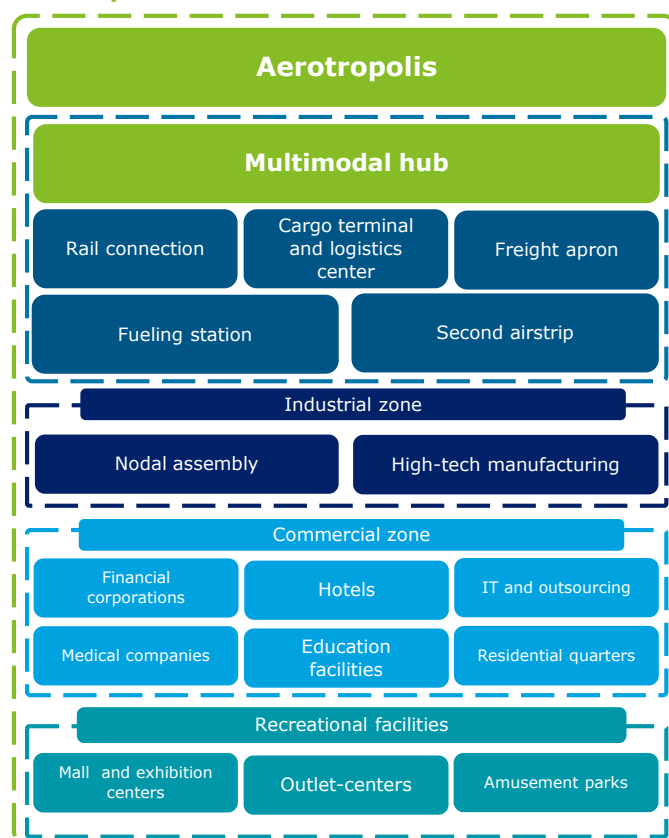 Aerotropolis
Multimodal hub
Rail connection
Cargo terminal
and logistics
center
Freight apron
Fueling station
Second airstrip
Industrial zone
Nodal assembly
High-tech manufacturing
Commercial zone
Financial
corporations
Hotels
IT and outsourcing
Medical companies
Education
facilities
Residential quarters
Recreational facilities
Mall and exhibition
centers
Outlet-centers
Amusement parks